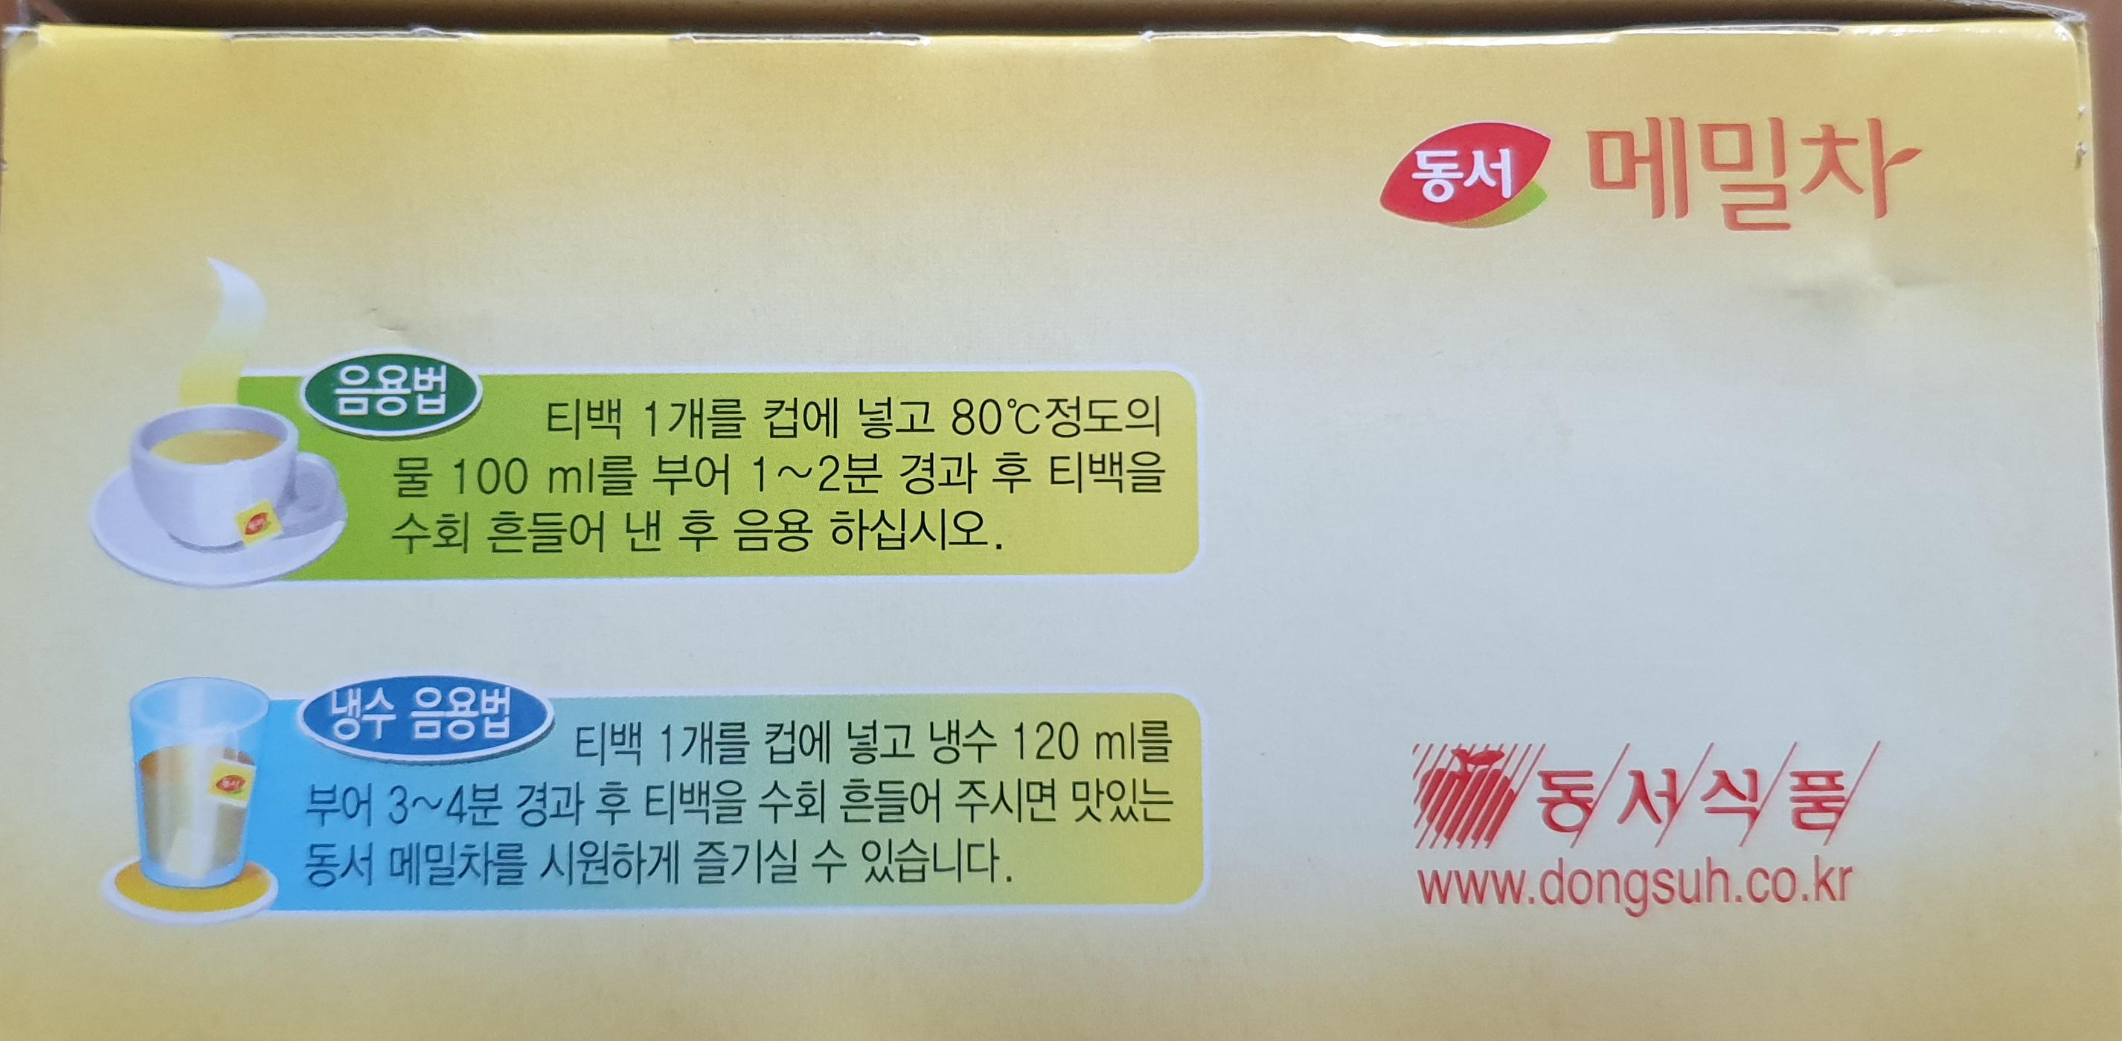 동서 메밀차
음용법
티백 1개를 컵에 넣고 80℃정도의
물 100 ml를 부어 1~2분 경과 후 티백을
수회 흔들어 낸 후 음용 하십시오.
냉수 음용법
티백 1개를 컵에 넣고 냉수 120 ml를
부어 3~4분 경과 후 티백을 수회 흔들어 주시면 맛있는
동서 메밀차를 시원하게 즐기실 수 있습니다.
동서식품
www.dongsuh.co.kr